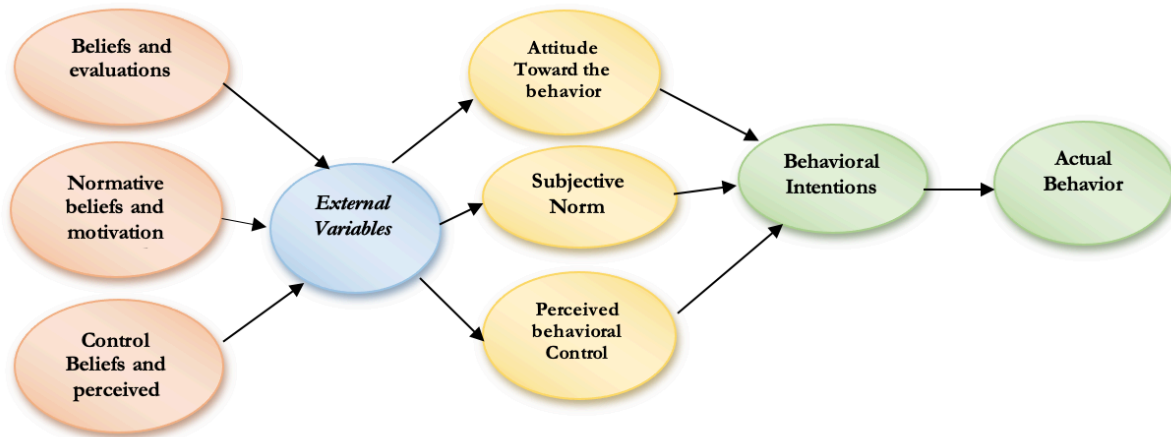 Beliefs and
evaluations
Normative
beliefs and
motivation
Control
Beliefs and
perceived
External
Variables
Attitude
Toward the
behavior
Subjective
Norm
Perceived
behavioral
Control
Behavioral
Intentions
Actual
Behavior